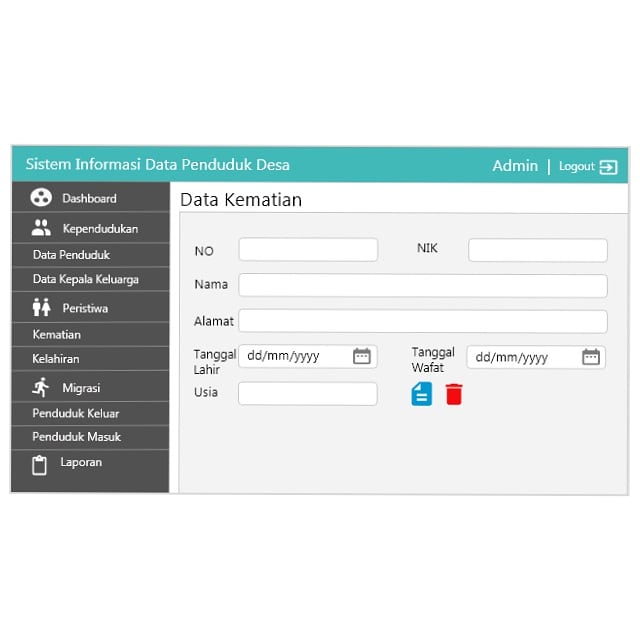 Sistem Informasi Data Penduduk Desa
Admin | Logout
Dashboard
Kependudukan
Data Penduduk
Data Kepala Keluarga
Peristiwa
Kematian
Kelahiran
Migrasi
Penduduk Keluar
Penduduk Masuk
Laporan
Data Kematian
NO
NIK
Nama
Alamat
Tanggal
Lahir
dd/mm/yyyy
Tanggal
Wafat
dd/mm/yyyy
Usia